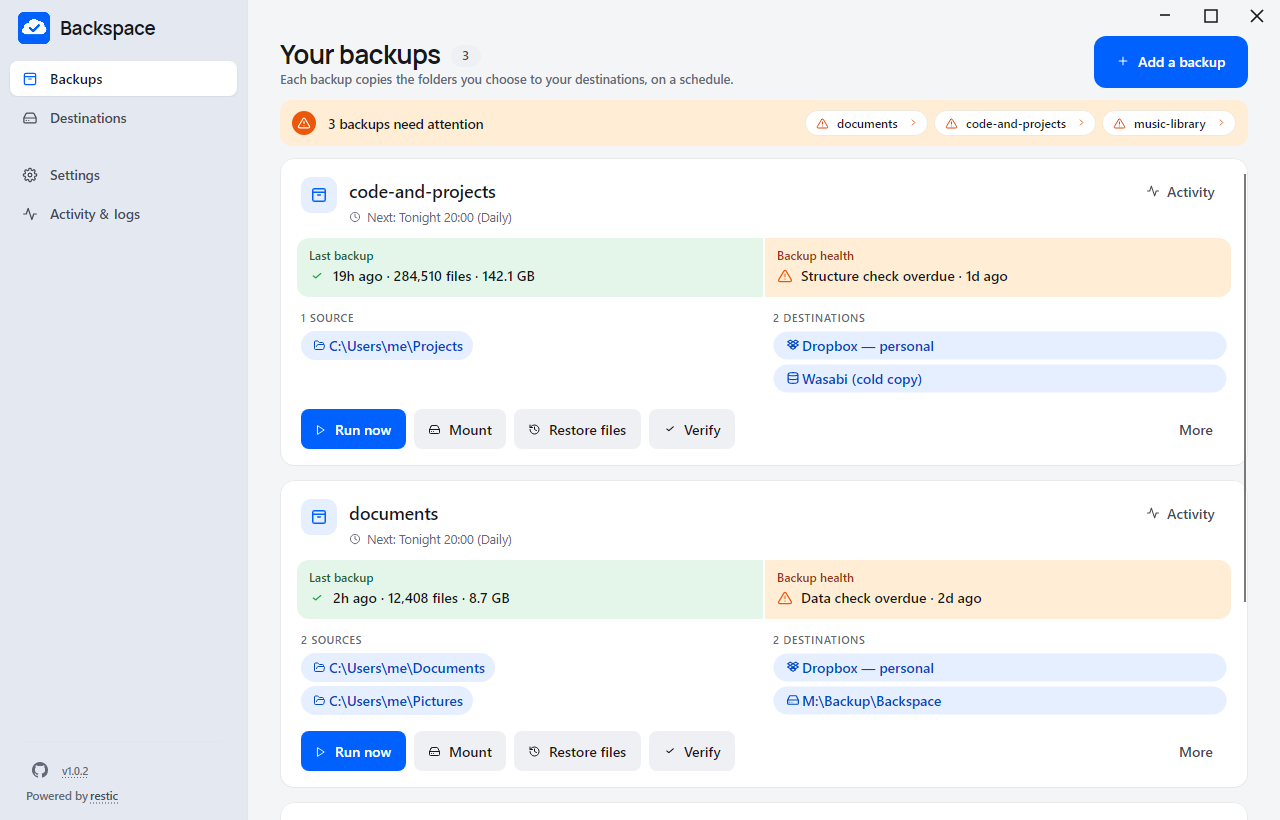 Backspace
Backups
Destinations
Settings
Activity & logs
v1.0.2
Powered by restic
Your backups 3
Each backup copies the folders you choose to your destinations, on a schedule.
Add a backup
3 backups need attention
documents
code-and-projects
music-library
code-and-projects
Next: Tonight 20:00 (Daily)
Activity
Last backup
19h ago · 284,510 files · 142.1 GB
Backup health
Structure check overdue · 1d ago
1 SOURCE
C:\Users\me\Projects
2 DESTINATIONS
Dropbox — personal
Wasabi (cold copy)
Run now
Mount
Restore files
Verify
More
documents
Next: Tonight 20:00 (Daily)
Activity
Last backup
2h ago · 12,408 files · 8.7 GB
Backup health
Data check overdue · 2d ago
2 SOURCES
C:\Users\me\Documents
C:\Users\me\Pictures
2 DESTINATIONS
Dropbox — personal
M:\Backup\Backspace
Run now
Mount
Restore files
Verify
More